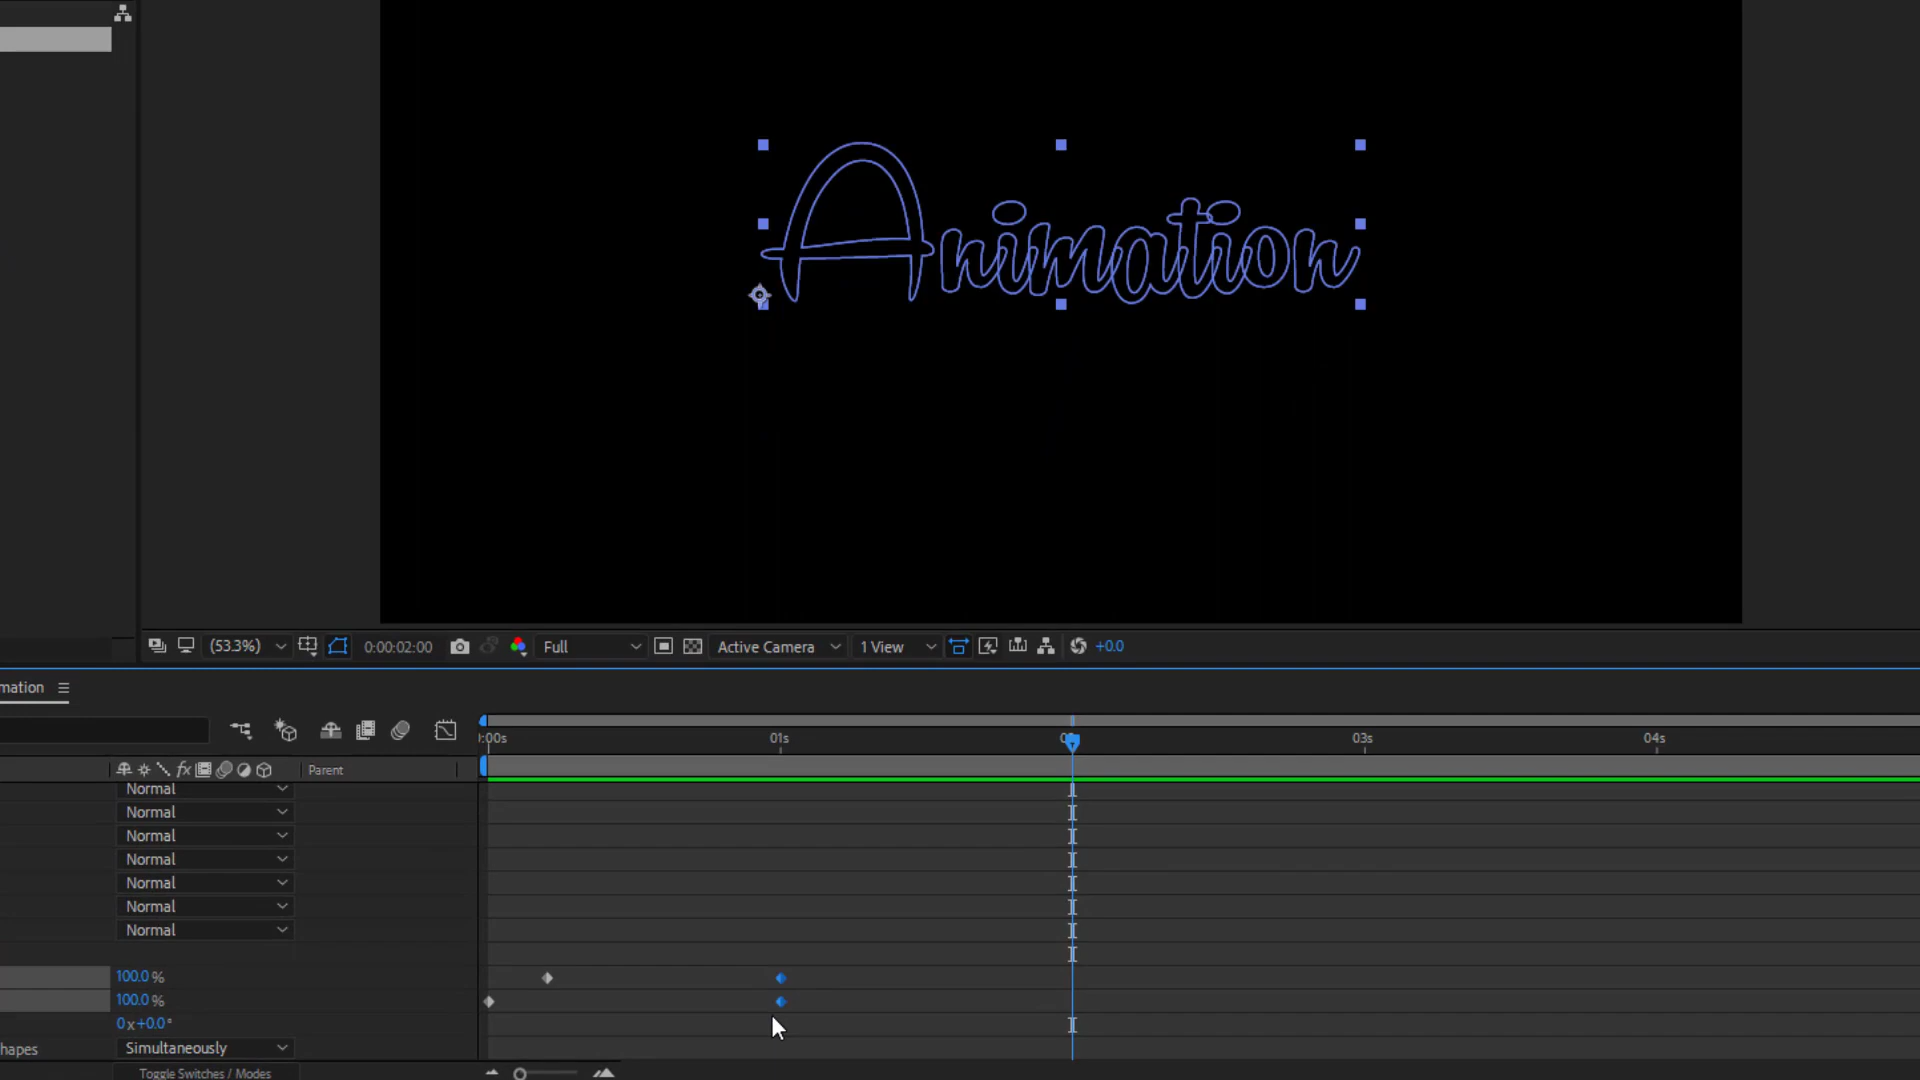 Animation
(53.3%)
0:00:02:00
Full
Active Camera
1 View
+0.0
mation
:00s
01s
03s
04s
fx
Parent
Normal
Normal
Normal
Normal
Normal
Normal
Normal
100.0 %
100.0 %
0 x +0.0 °
hapes
Simultaneously
Toggle Switches / Modes